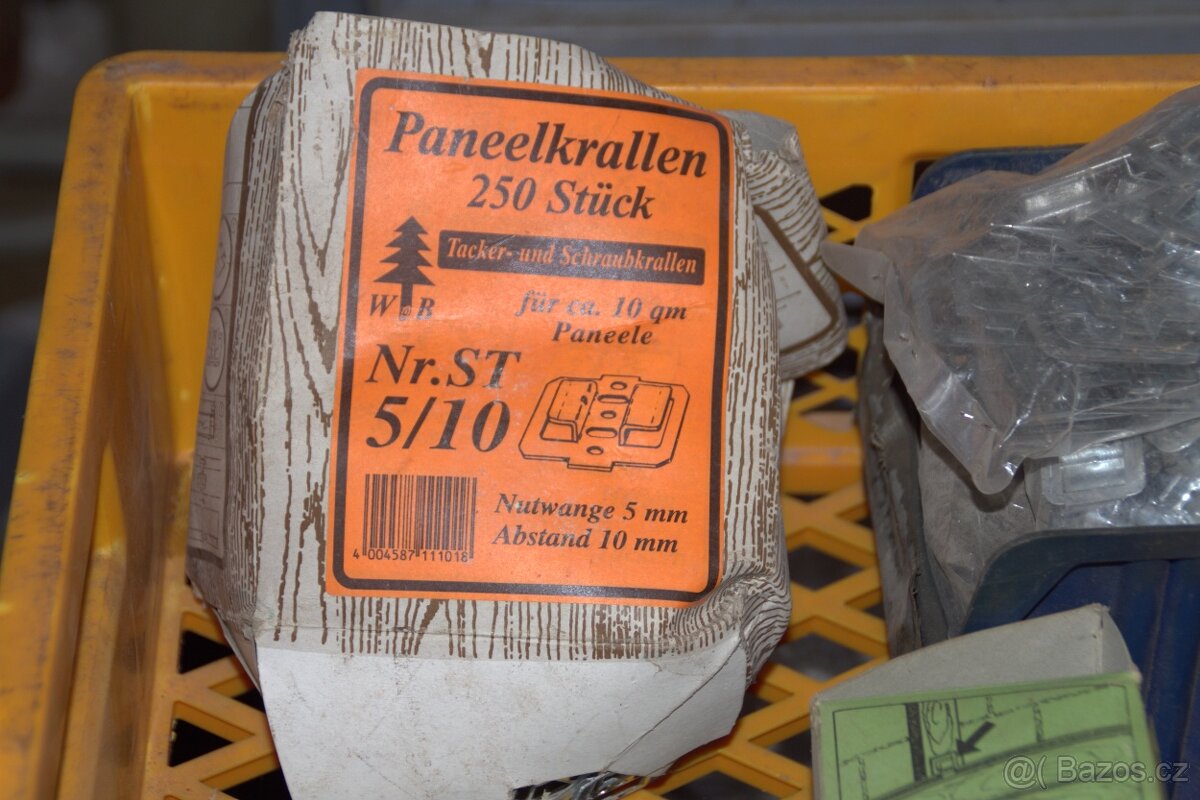 Paneelkrallen
250 Stück
Tacker- und Schraubkrallen
W @ R
für ca. 10 qm
Paneele
Nr. ST
5/10
Nutwange 5 mm
Abstand 10 mm
4 004587 111018
@( Bazos.cz